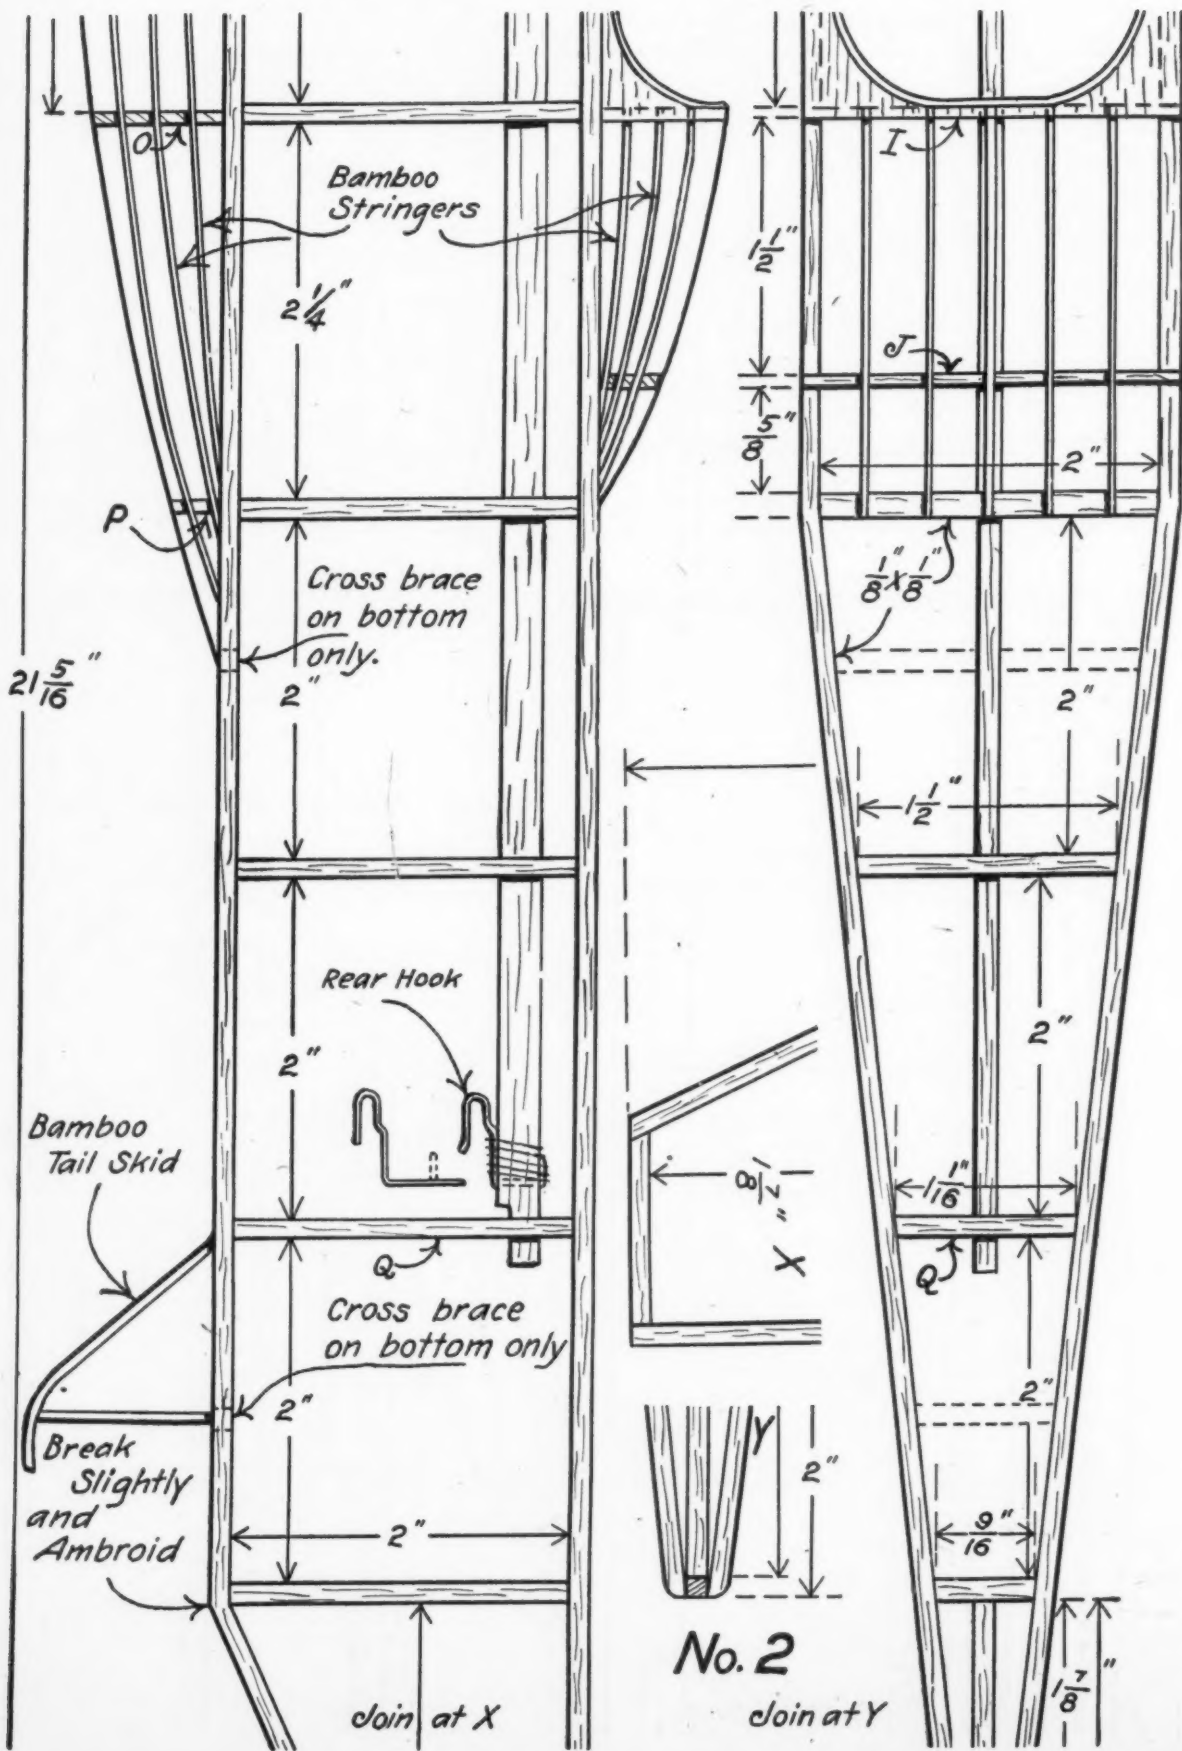 O
Bamboo
Stringers
2 1/4"
P
Cross brace
on bottom
only.
21 5/16"
2"
Rear Hook
2"
Bamboo
Tail Skid
Q
Cross brace
on bottom only
2"
Break
Slightly
and
Ambroid
2"
Join at X
I
1 1/2"
J
5/8"
2"
1/8" X 1/8"
2"
1 1/2"
2"
1 7/8"
X
1 1/16"
Q
2"
Y
2"
9/16"
No. 2
Join at Y
1 7/8"